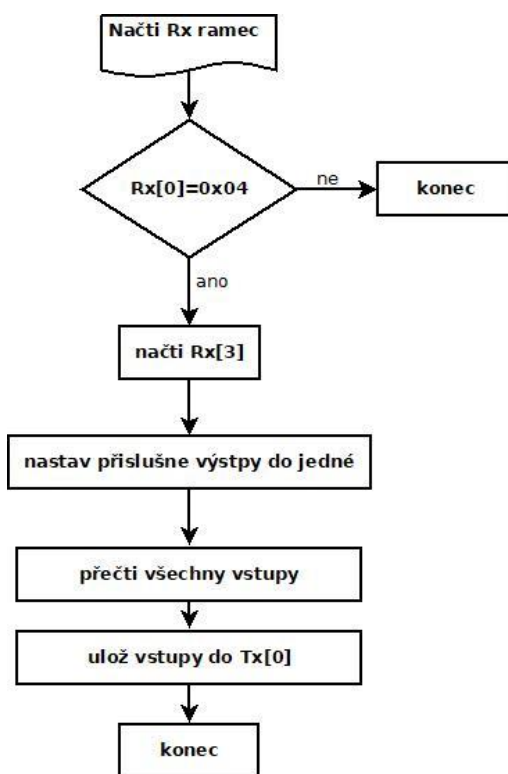 Načti Rx ramec
Rx[0]=0x04
ne
konec
ano
načti Rx[3]
nastav přislušne výstpy do jedné
přečti všechny vstupy
ulož vstupy do Tx[0]
konec